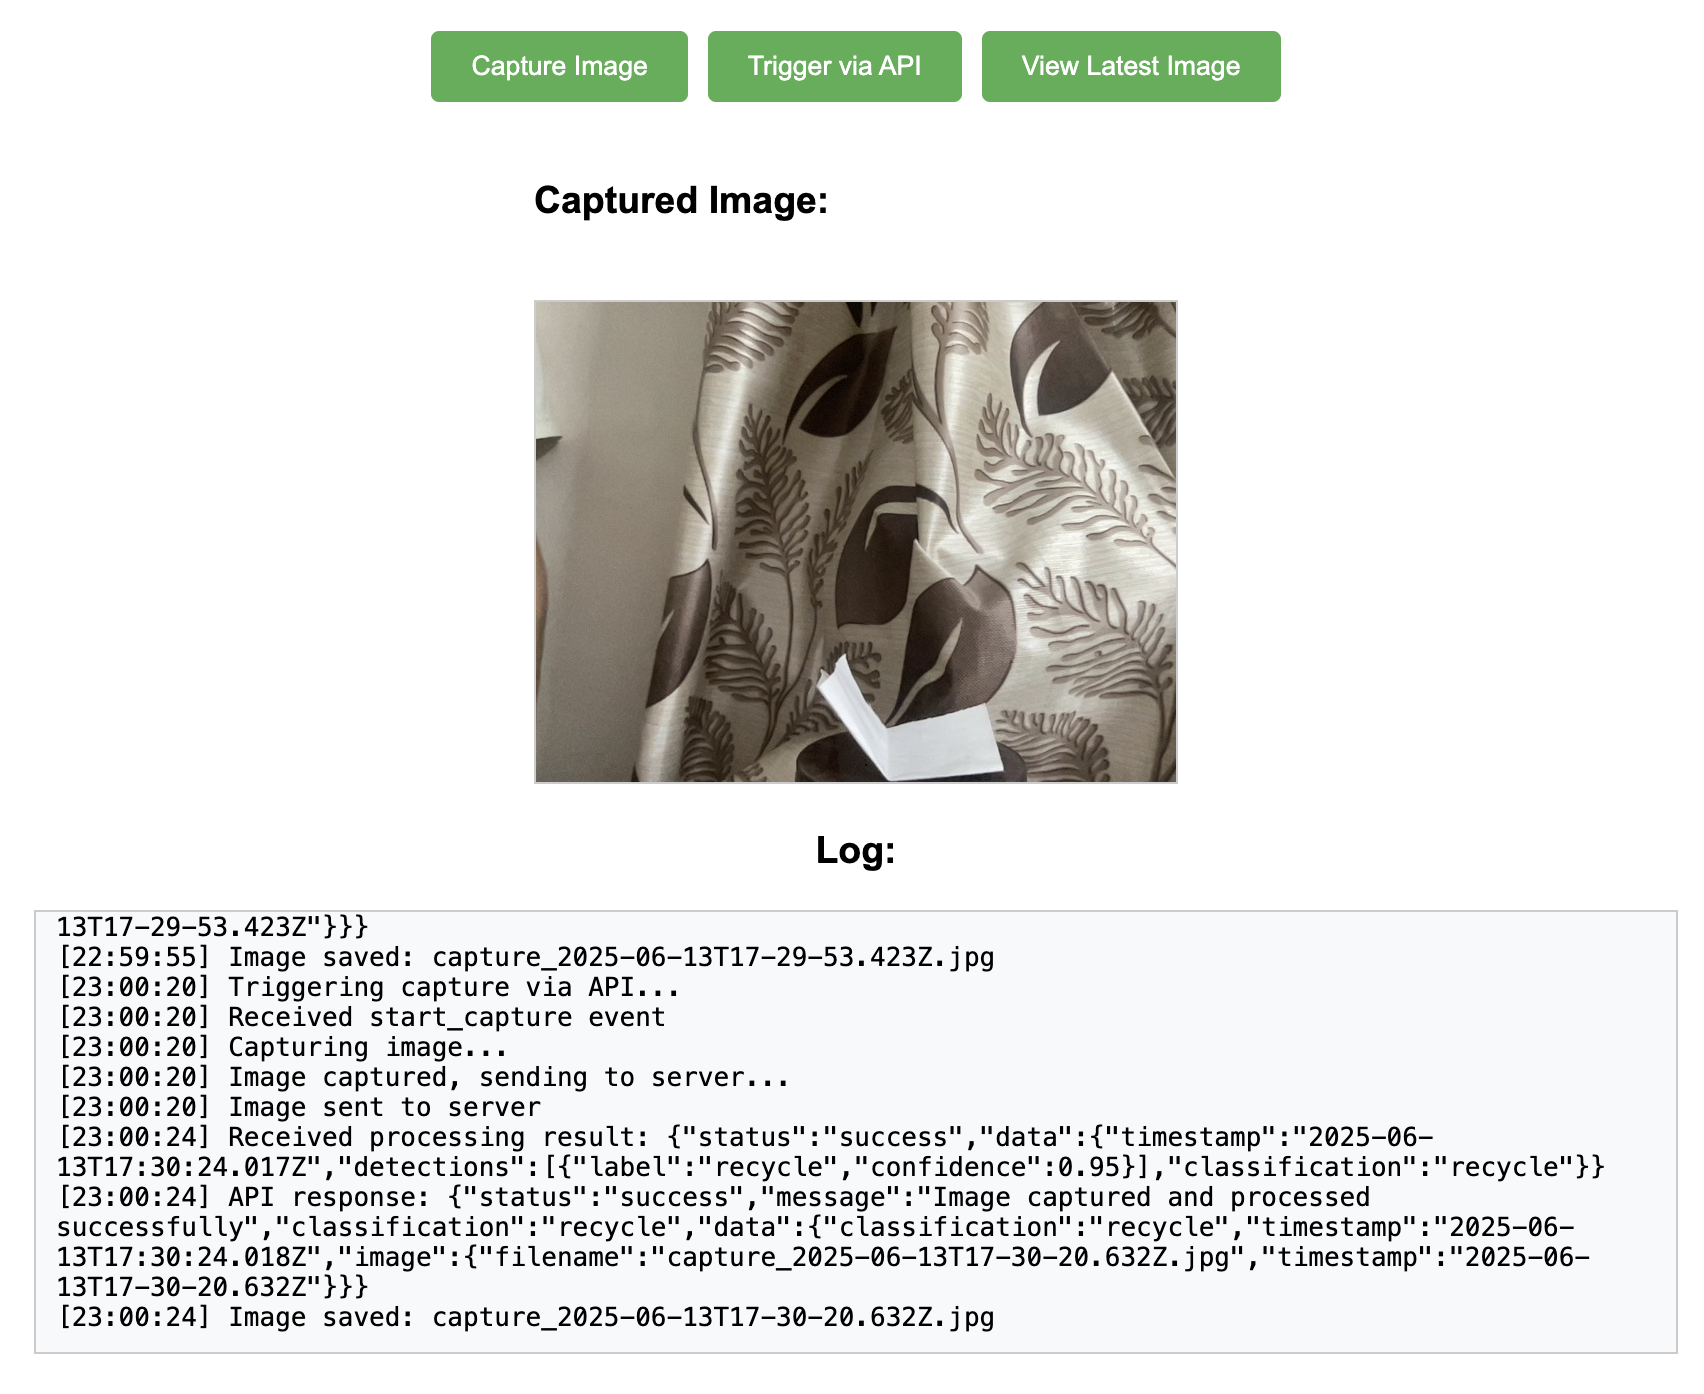 Capture Image
Trigger via API
View Latest Image
Captured Image:
Log:
13T17-29-53.423Z"}}}
[22:59:55] Image saved: capture_2025-06-13T17-29-53.423Z.jpg
[23:00:20] Triggering capture via API...
[23:00:20] Received start_capture event
[23:00:20] Capturing image...
[23:00:20] Image captured, sending to server...
[23:00:20] Image sent to server
[23:00:24] Received processing result: {"status":"success","data":{"timestamp":"2025-06-
13T17:30:24.017Z","detections":[{"label":"recycle","confidence":0.95}],"classification":"recycle"}}
[23:00:24] API response: {"status":"success","message":"Image captured and processed
successfully","classification":"recycle","data":{"classification":"recycle","timestamp":"2025-06-
13T17:30:24.018Z","image":{"filename":"capture_2025-06-13T17-30-20.632Z.jpg","timestamp":"2025-06-
13T17-30-20.632Z"}}}
[23:00:24] Image saved: capture_2025-06-13T17-30-20.632Z.jpg